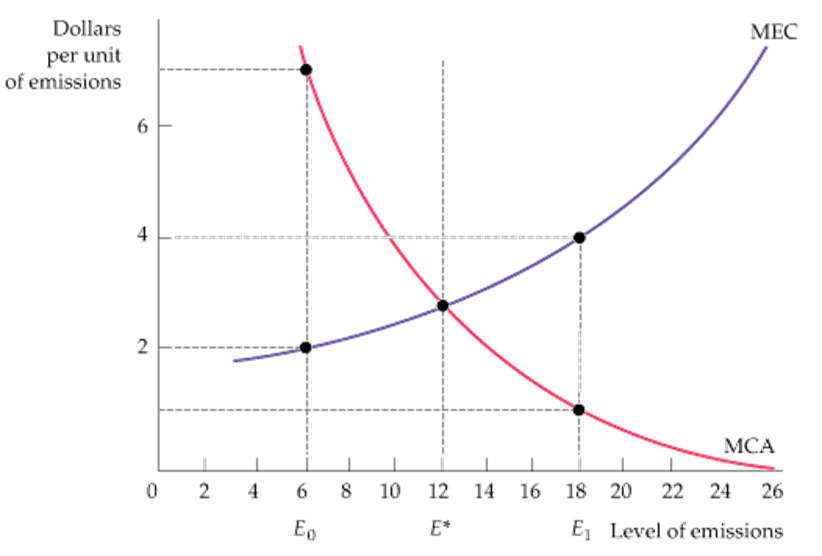 Dollars
per unit
of emissions
MEC
6
4
2
MCA
0 2 4 6 8 10 12 14 16 18 20 22 24 26
E₀ E* E₁ Level of emissions